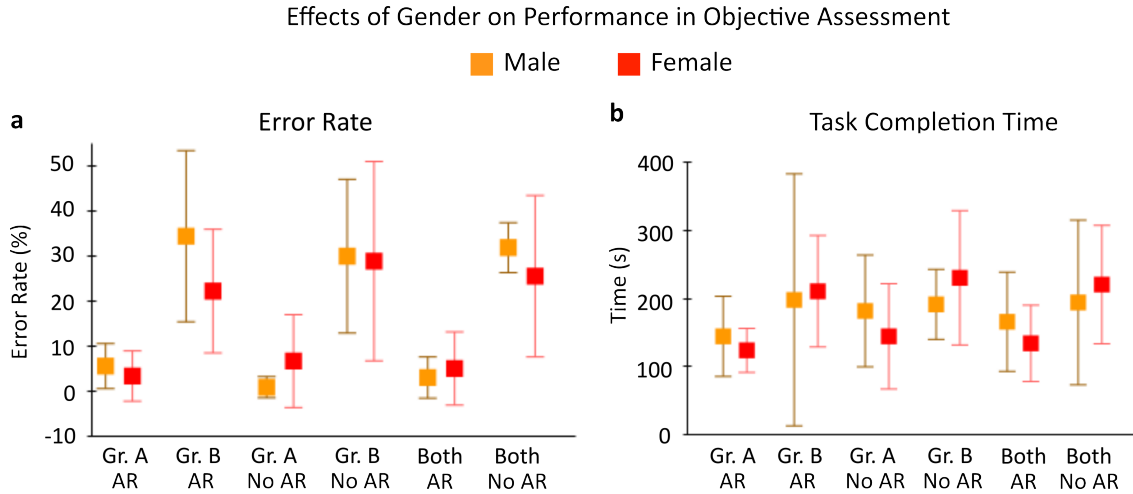 Effects of Gender on Performance in Objective Assessment
Male Female
a Error Rate
Error Rate (%)
50
40
30
20
10
0
-10
Gr. A Gr. B Gr. A Gr. B Both Both
AR AR No AR No AR AR No AR
b Task Completion Time
Time (s)
400
300
200
100
0
Gr. A Gr. B Gr. A Gr. B Both Both
AR AR No AR No AR AR No AR